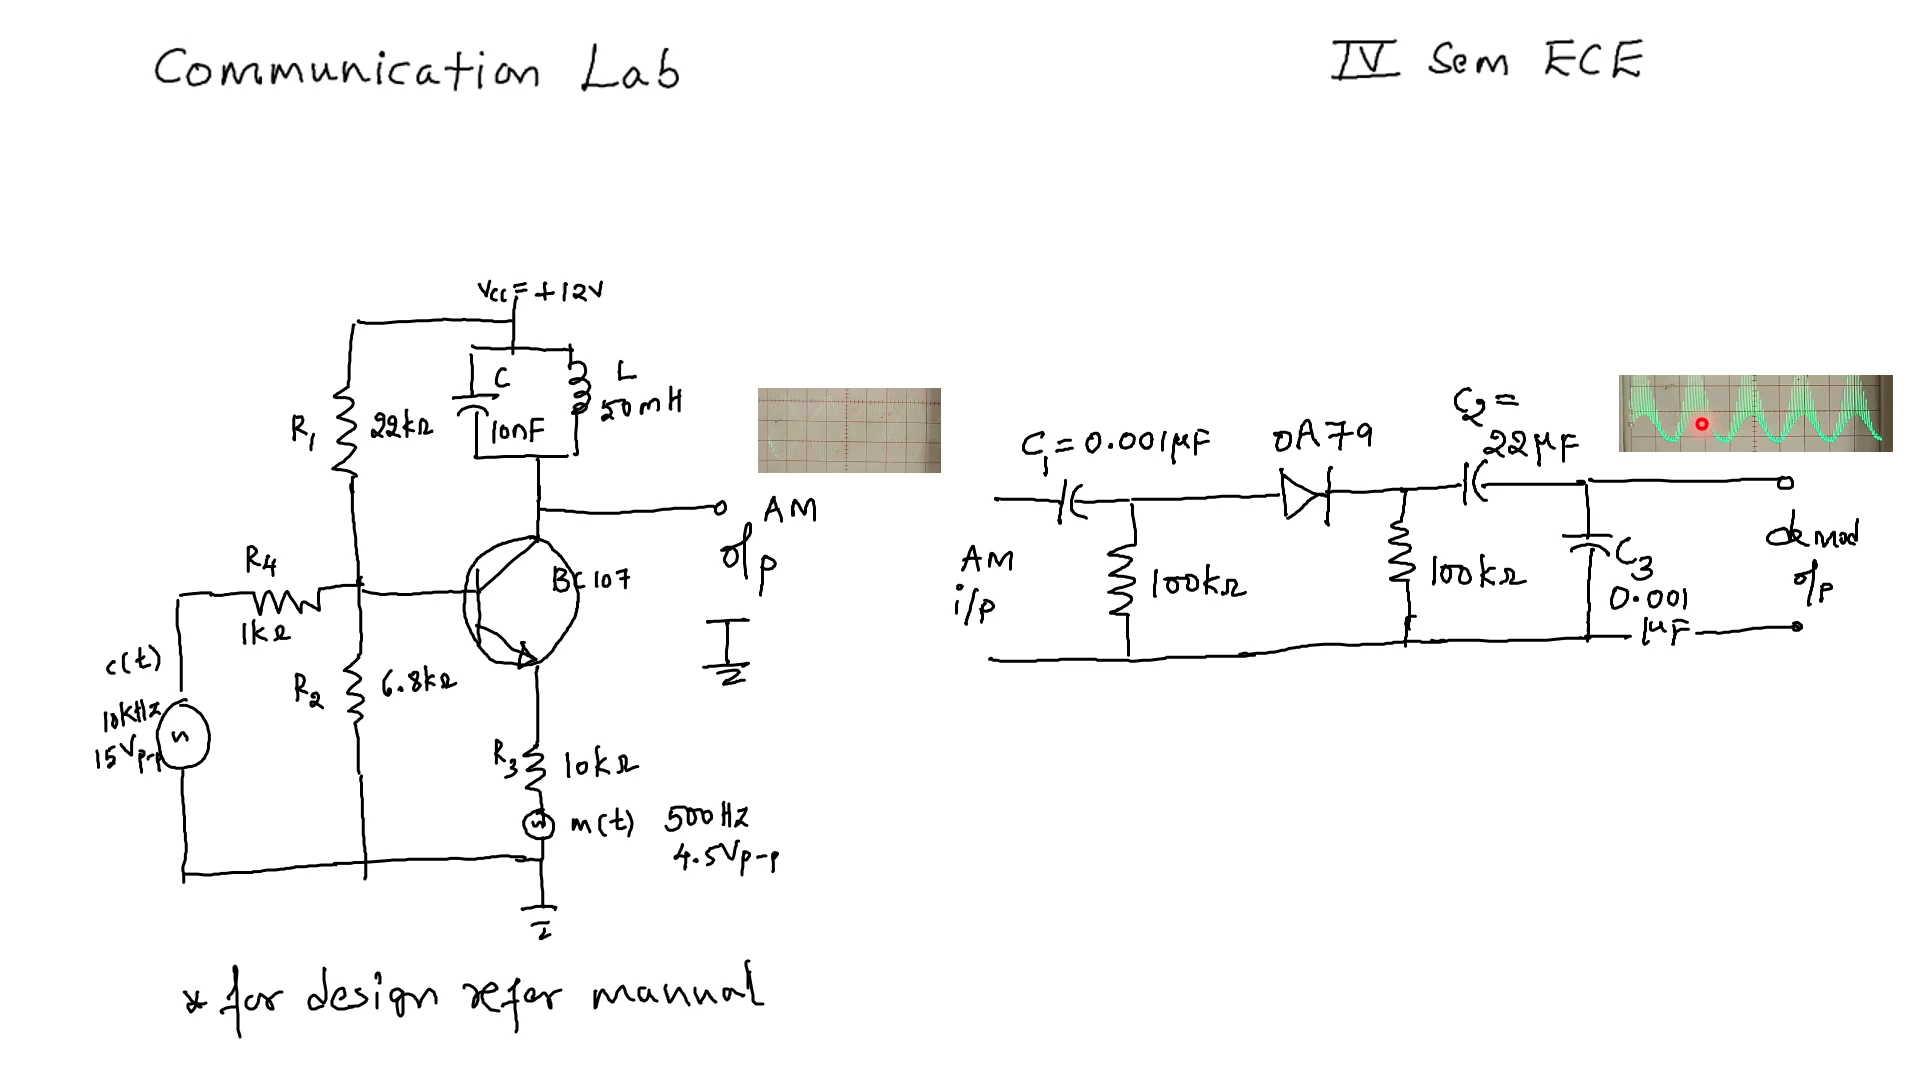 Communication Lab
IV Sem ECE
Vcc = +12V
C
10nF
L
50mH
R1
22kΩ
R4
1kΩ
BC107
AM
o/p
c(t)
10kHz
15Vp-p
R2
6.8kΩ
R3
10kΩ
m(t) 500Hz
4.5Vp-p
* for design refer manual
C1 = 0.001μF
OA79
C2 =
22μF
AM
i/p
100kΩ
100kΩ
C3
0.001
μF
demod
o/p